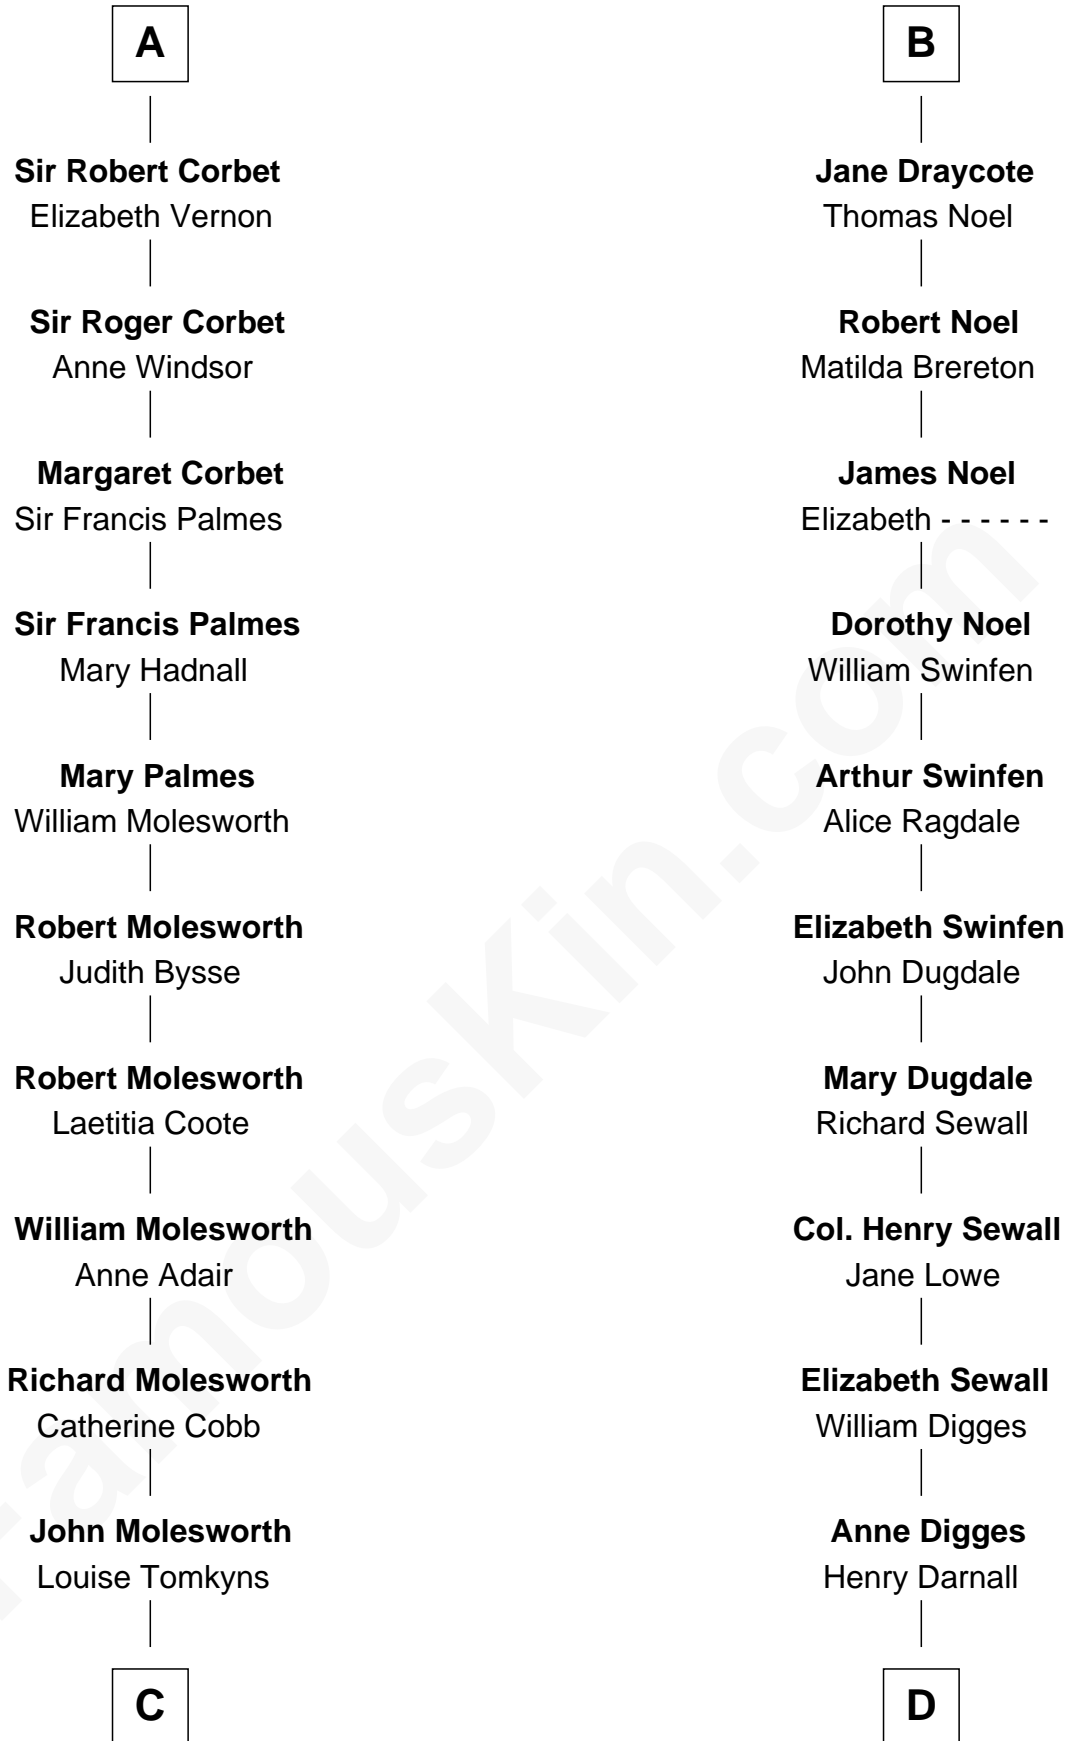 A
Sir Robert Corbet
Elizabeth Vernon
Sir Roger Corbet
Anne Windsor
Margaret Corbet
Sir Francis Palmes
Sir Francis Palmes
Mary Hadnall
Mary Palmes
William Molesworth
Robert Molesworth
Judith Bysse
Robert Molesworth
Laetitia Coote
William Molesworth
Anne Adair
Richard Molesworth
Catherine Cobb
John Molesworth
Louise Tomkyns
C
B
Jane Draycote
Thomas Noel
Robert Noel
Matilda Brereton
James Noel
Elizabeth - - - - - -
Dorothy Noel
William Swinfen
Arthur Swinfen
Alice Ragdale
Elizabeth Swinfen
John Dugdale
Mary Dugdale
Richard Sewall
Col. Henry Sewall
Jane Lowe
Elizabeth Sewall
William Digges
Anne Digges
Henry Darnall
D
FamousKin.com